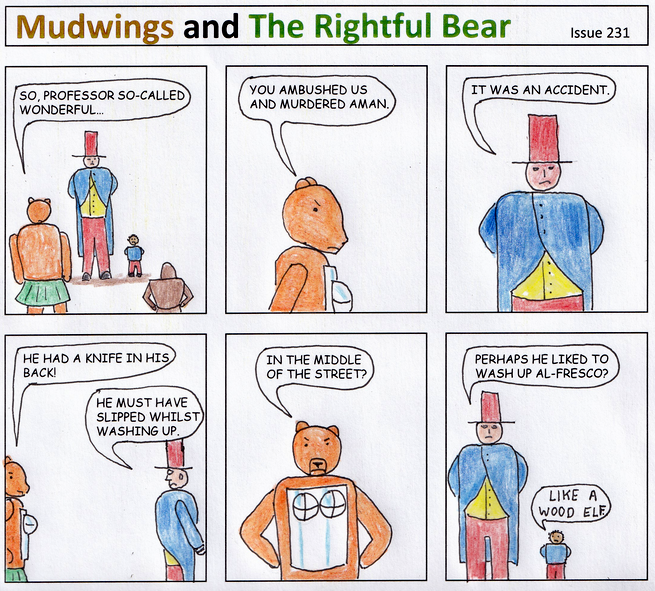 Mudwings and The Rightful Bear
Issue 231
SO, PROFESSOR SO-CALLED
WONDERFUL...
YOU AMBUSHED US
AND MURDERED AMAN.
IT WAS AN ACCIDENT.
HE HAD A KNIFE IN HIS
BACK!
HE MUST HAVE
SLIPPED WHILST
WASHING UP.
IN THE MIDDLE
OF THE STREET?
PERHAPS HE LIKED TO
WASH UP AL-FRESCO?
LIKE A
WOOD ELF.